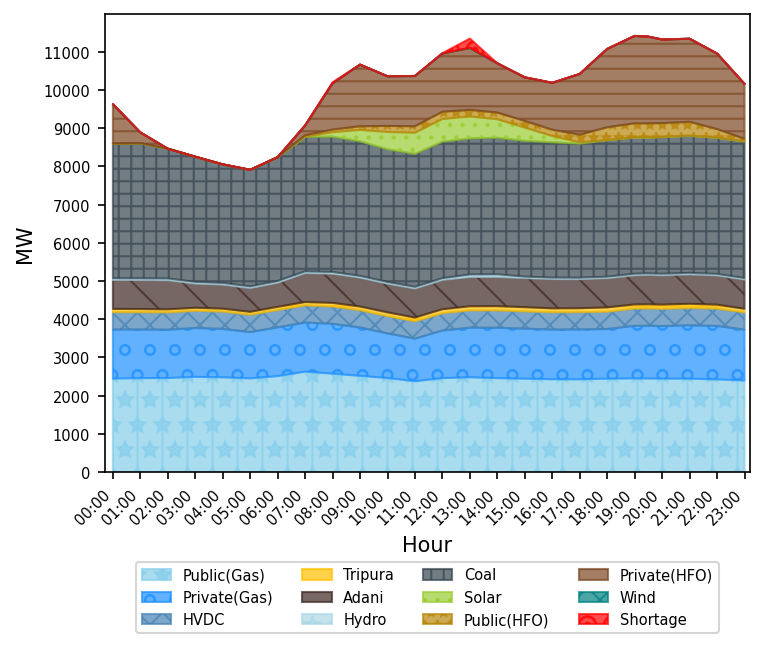 MW
11000
10000
9000
8000
7000
6000
5000
4000
3000
2000
1000
0
00:00 01:00 02:00 03:00 04:00 05:00 06:00 07:00 08:00 09:00 10:00 11:00 12:00 13:00 14:00 15:00 16:00 17:00 18:00 19:00 20:00 21:00 22:00 23:00
Hour
Public(Gas) Tripura Coal Private(HFO)
Private(Gas) Adani Solar Wind
HVDC Hydro Public(HFO) Shortage